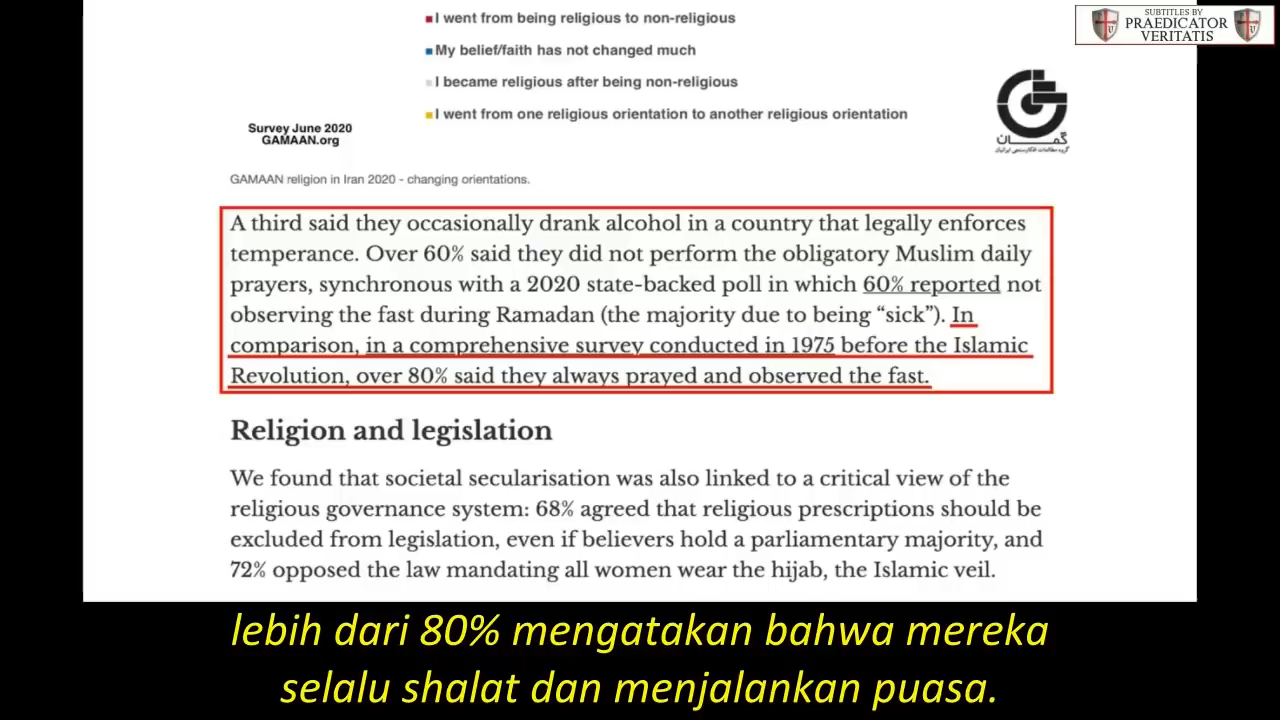 SUBTITLES BY
PRAEDICATOR
VERITATIS
I went from being religious to non-religious
My belief/faith has not changed much
I became religious after being non-religious
I went from one religious orientation to another religious orientation
Survey June 2020
GAMAAN.org
گمان
گروه مطالعات افکارسنجی ایرانیان
GAMAAN religion in Iran 2020 - changing orientations.
A third said they occasionally drank alcohol in a country that legally enforces
temperance. Over 60% said they did not perform the obligatory Muslim daily
prayers, synchronous with a 2020 state-backed poll in which 60% reported not
observing the fast during Ramadan (the majority due to being “sick”). In
comparison, in a comprehensive survey conducted in 1975 before the Islamic
Revolution, over 80% said they always prayed and observed the fast.
Religion and legislation
We found that societal secularisation was also linked to a critical view of the
religious governance system: 68% agreed that religious prescriptions should be
excluded from legislation, even if believers hold a parliamentary majority, and
72% opposed the law mandating all women wear the hijab, the Islamic veil.
lebih dari 80% mengatakan bahwa mereka
selalu shalat dan menjalankan puasa.